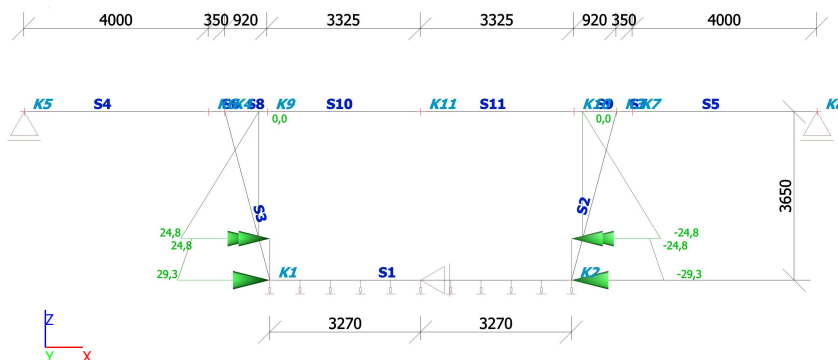 4000 350 920 3325 3325 920 350 4000
K5 S4 S8 K9 S10 K11 S11 K7 S5
0,0 0,0
3650
S3 S2
24,8 -24,8
24,8 -24,8
29,3 K1 S1 K2 -29,3
Z
Y X
3270 3270